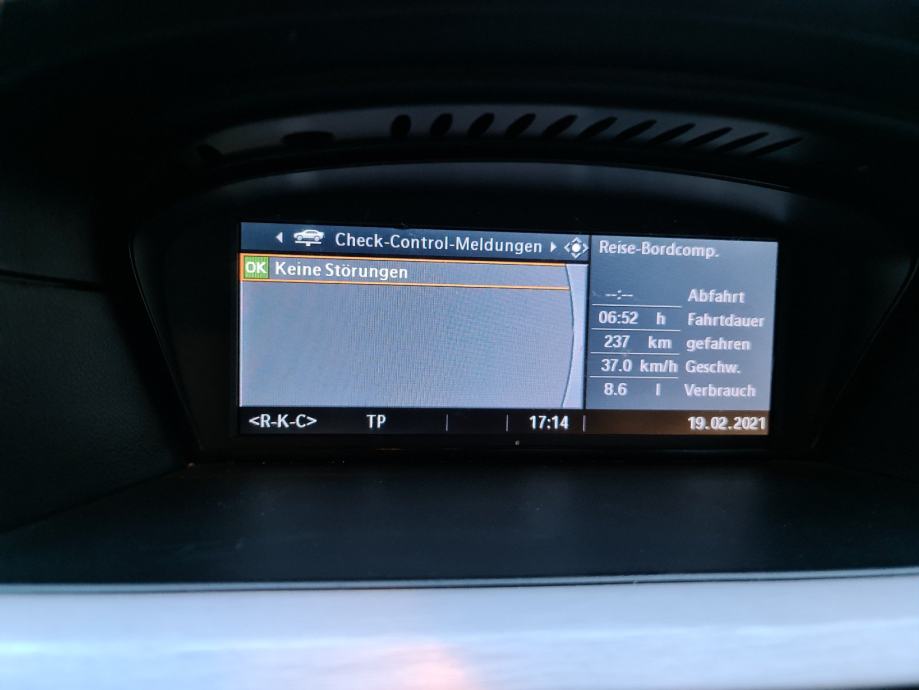 Check-Control-Meldungen
OK Keine Störungen
Reise-Bordcomp.
--:-- Abfahrt
06:52 h Fahrtdauer
237 km gefahren
37.0 km/h Geschw.
8.6 l Verbrauch
<R-K-C> TP 17:14 19.02.2021